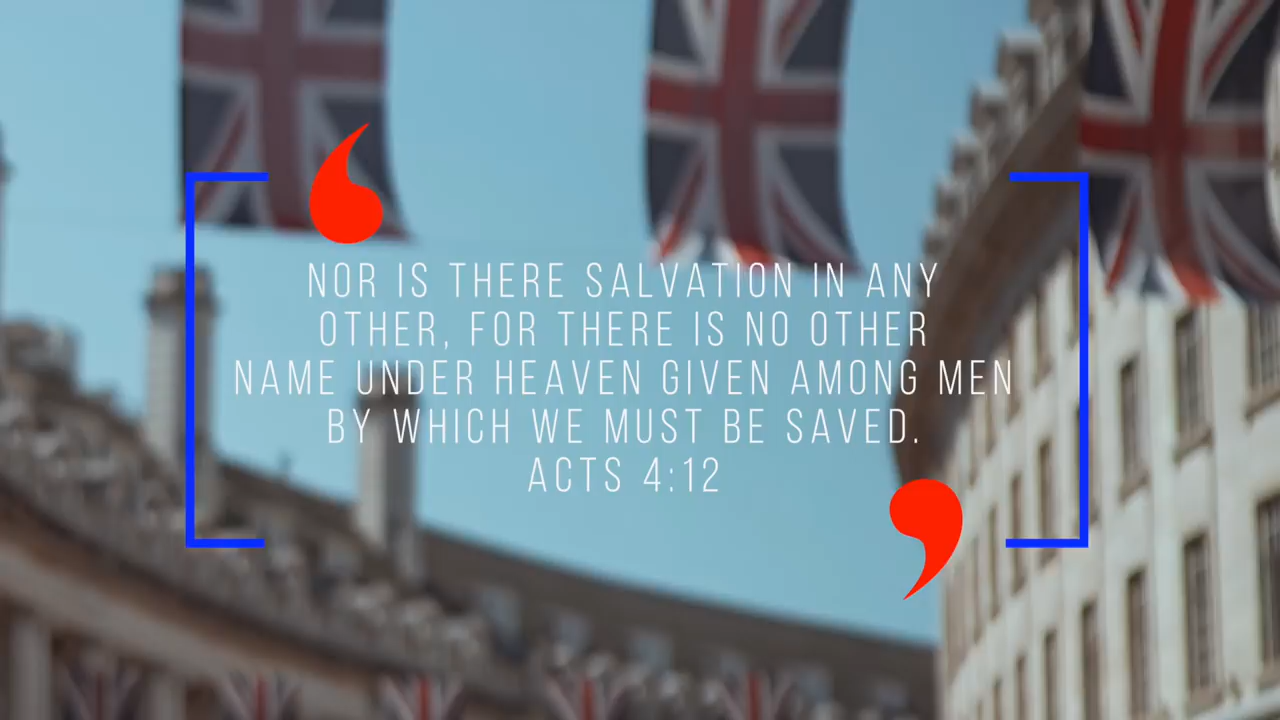 NOR IS THERE SALVATION IN ANY
OTHER, FOR THERE IS NO OTHER
NAME UNDER HEAVEN GIVEN AMONG MEN
BY WHICH WE MUST BE SAVED.
ACTS 4:12